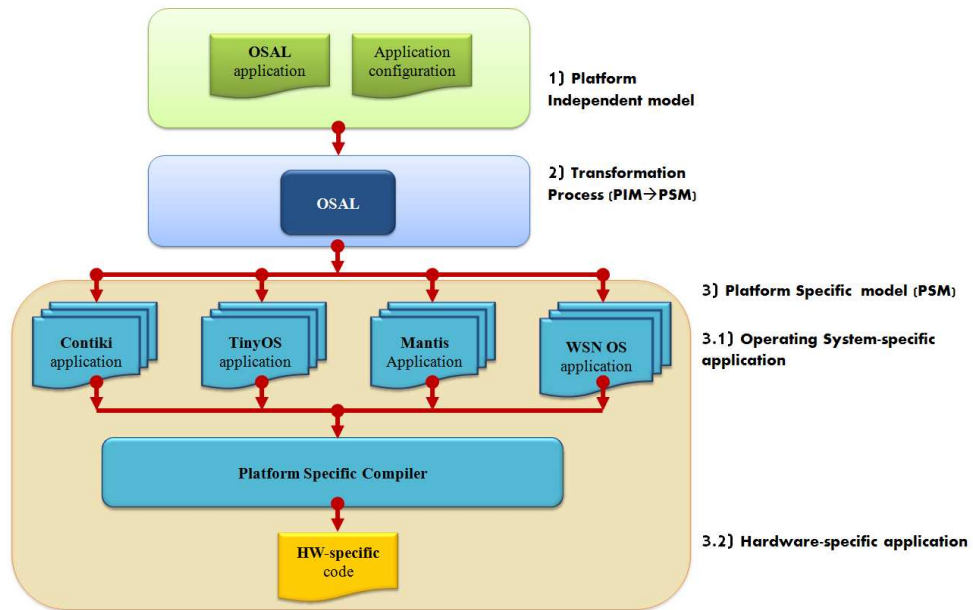 OSAL
application
Application
configuration
1) Platform
Independent model
2) Transformation
Process (PIM→PSM)
OSAL
3) Platform Specific model (PSM)
3.1) Operating System-specific
application
Contiki
application
TinyOS
application
Mantis
Application
WSN OS
application
Platform Specific Compiler
3.2) Hardware-specific application
HW-specific
code